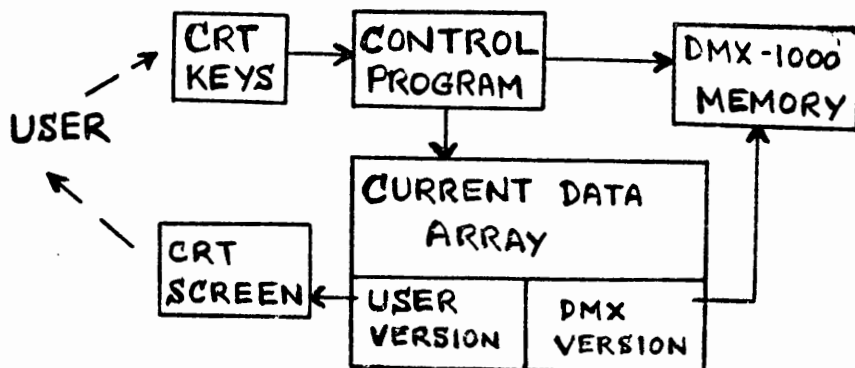 CRT
KEYS
CONTROL
PROGRAM
DMX-1000
MEMORY
USER
CURRENT DATA
ARRAY
CRT
SCREEN
USER
VERSION
DMX
VERSION